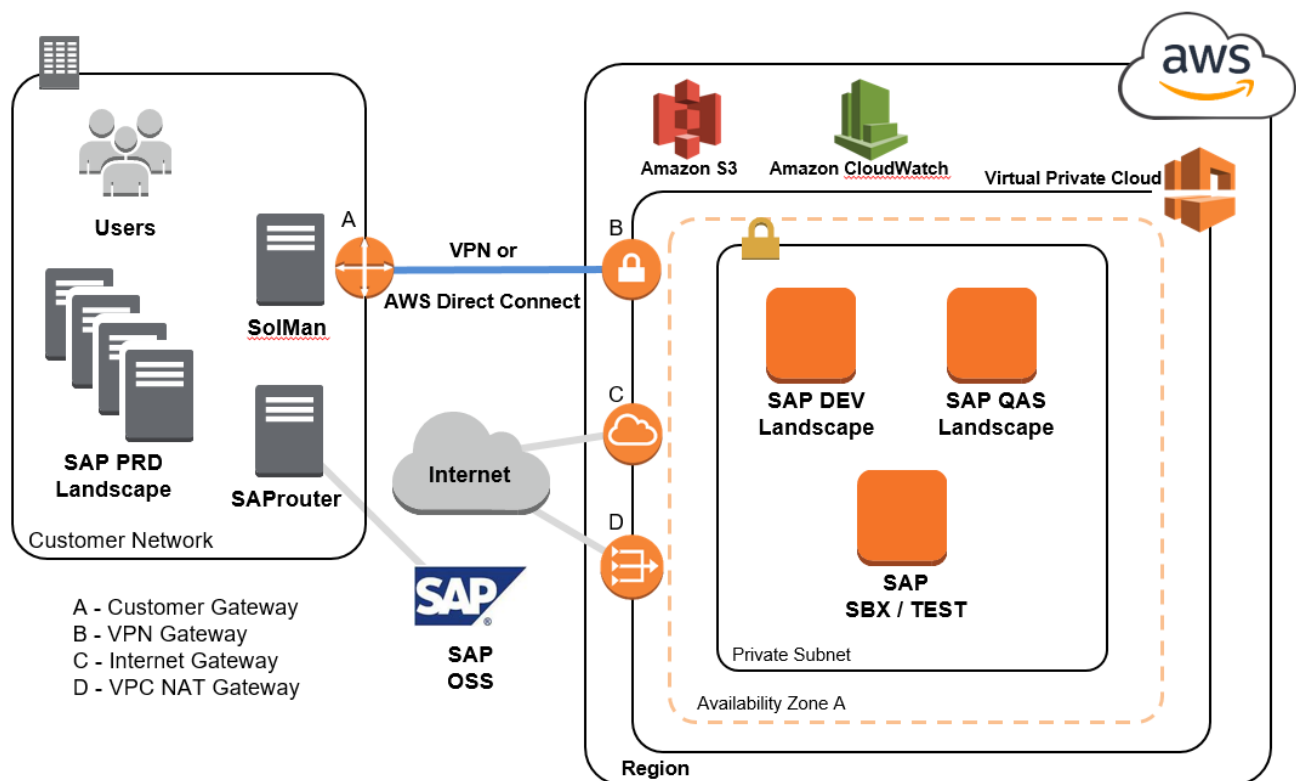 aws
Amazon S3
Amazon CloudWatch
Virtual Private Cloud
Users
A
B
VPN or
AWS Direct Connect
SolMan
SAP DEV
Landscape
SAP QAS
Landscape
C
SAP PRD
Landscape
SAProuter
Internet
D
Customer Network
SAP
SBX / TEST
SAP
®
SAP
OSS
A - Customer Gateway
B - VPN Gateway
C - Internet Gateway
D - VPC NAT Gateway
Private Subnet
Availability Zone A
Region